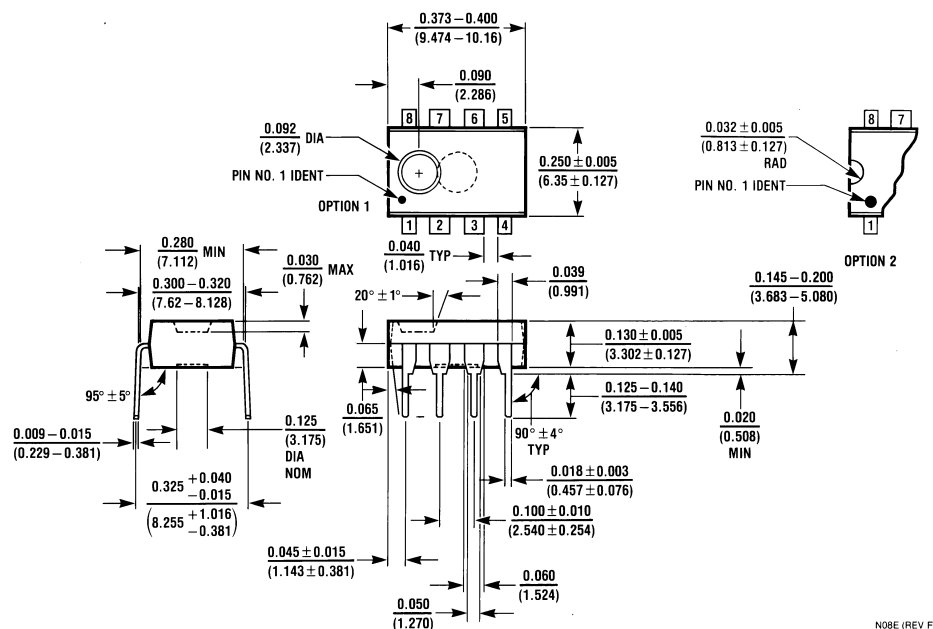 0.373 – 0.400
(9.474 – 10.16)
0.090
(2.286)
8 7 6 5
0.092 DIA
(2.337)
+
PIN NO. 1 IDENT
OPTION 1
1 2 3 4
0.250 ± 0.005
(6.35 ± 0.127)
8 7
0.032 ± 0.005
(0.813 ± 0.127)
RAD
PIN NO. 1 IDENT
1
OPTION 2
0.280 MIN
(7.112)
0.300 – 0.320
(7.62 – 8.128)
0.030 MAX
(0.762)
0.040 TYP
(1.016)
0.039
(0.991)
20° ± 1°
0.145 – 0.200
(3.683 – 5.080)
0.130 ± 0.005
(3.302 ± 0.127)
0.125 – 0.140
(3.175 – 3.556)
0.020
(0.508)
MIN
95° ± 5°
0.009 – 0.015
(0.229 – 0.381)
0.125
(3.175)
DIA
NOM
0.065
(1.651)
90° ± 4°
TYP
0.018 ± 0.003
(0.457 ± 0.076)
0.325 +0.040
–0.015
(8.255 +1.016
–0.381)
0.100 ± 0.010
(2.540 ± 0.254)
0.045 ± 0.015
(1.143 ± 0.381)
0.060
(1.524)
0.050
(1.270)
N08E (REV F